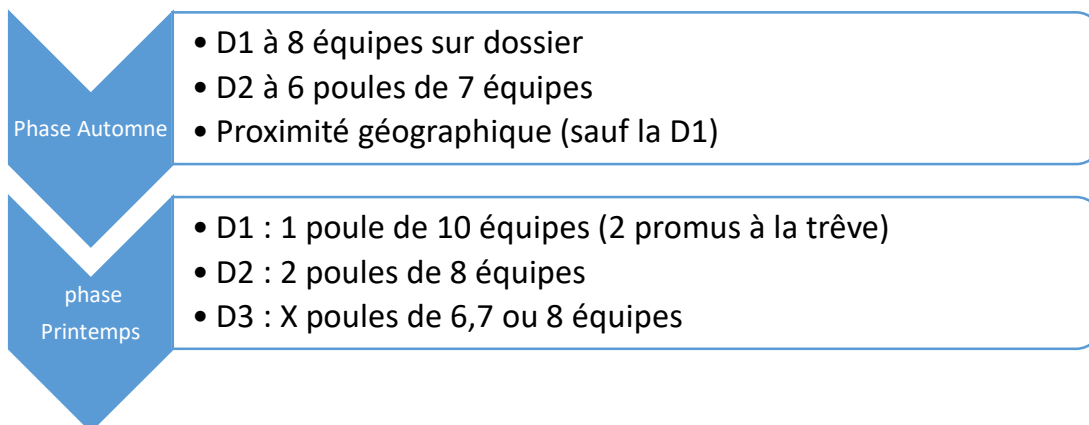 Phase Automne
• D1 à 8 équipes sur dossier
• D2 à 6 poules de 7 équipes
• Proximité géographique (sauf la D1)
phase
Printemps
• D1 : 1 poule de 10 équipes (2 promus à la trêve)
• D2 : 2 poules de 8 équipes
• D3 : X poules de 6,7 ou 8 équipes